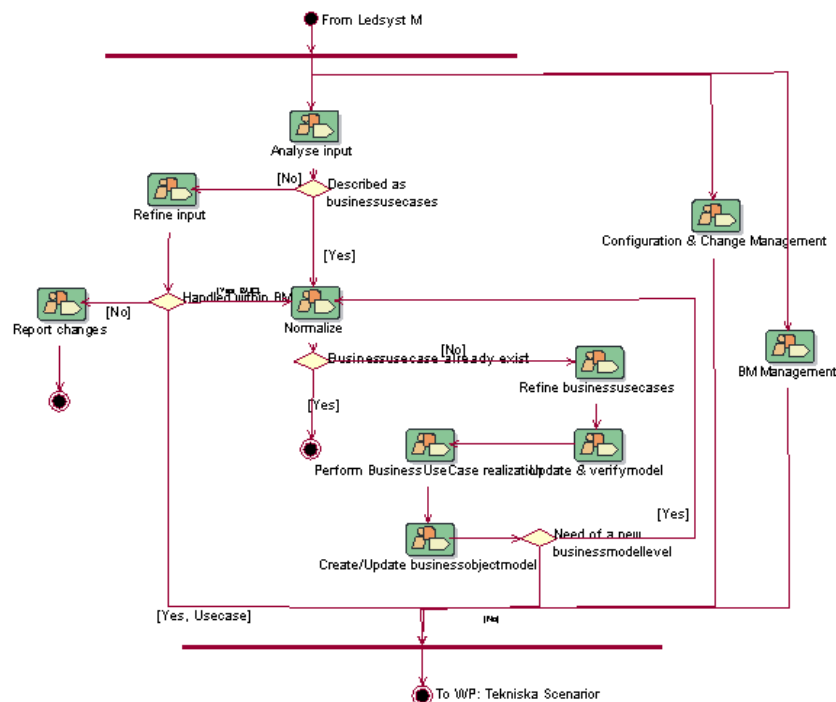 From Ledsyst M
Analyse input
[No]
Described as
businessusecases
Refine input
Configuration & Change Management
[Yes]
Handled within BM
[No]
Report changes
Normalize
[No]
Businessusecase already exist
BM Management
Refine businessusecases
[Yes]
Perform BusinessUseCase realization
Update & verifymodel
[Yes]
Need of a new
businessmodellevel
Create/Update businessobjectmodel
[Yes, Usecase]
[No]
To WP: Tekniska Scenarior